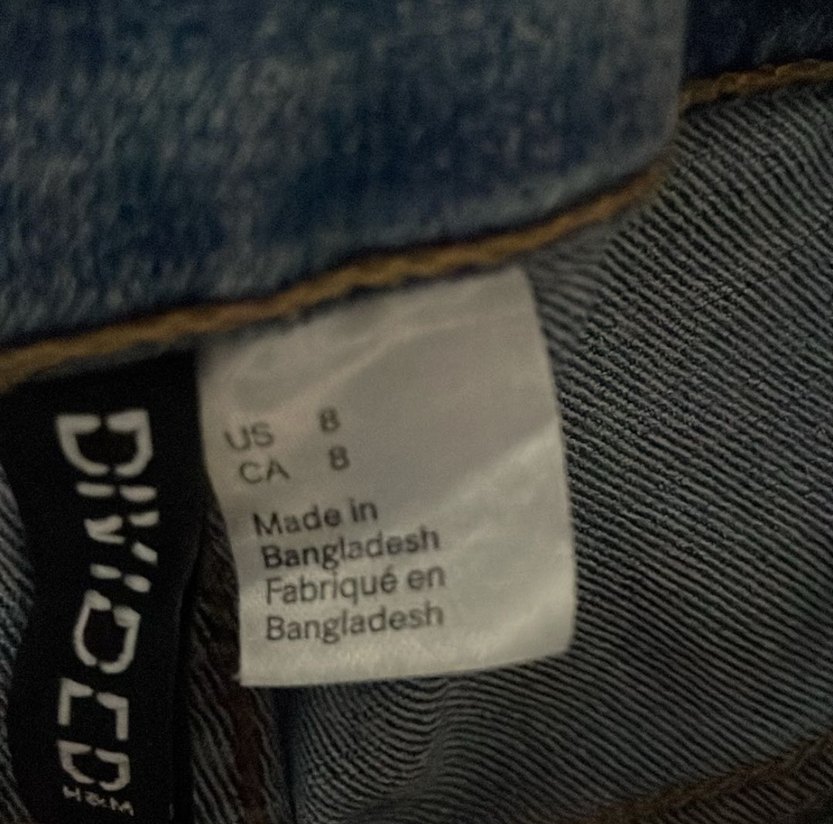 DIVIDED
H&M
US 8
CA 8
Made in
Bangladesh
Fabriqué en
Bangladesh